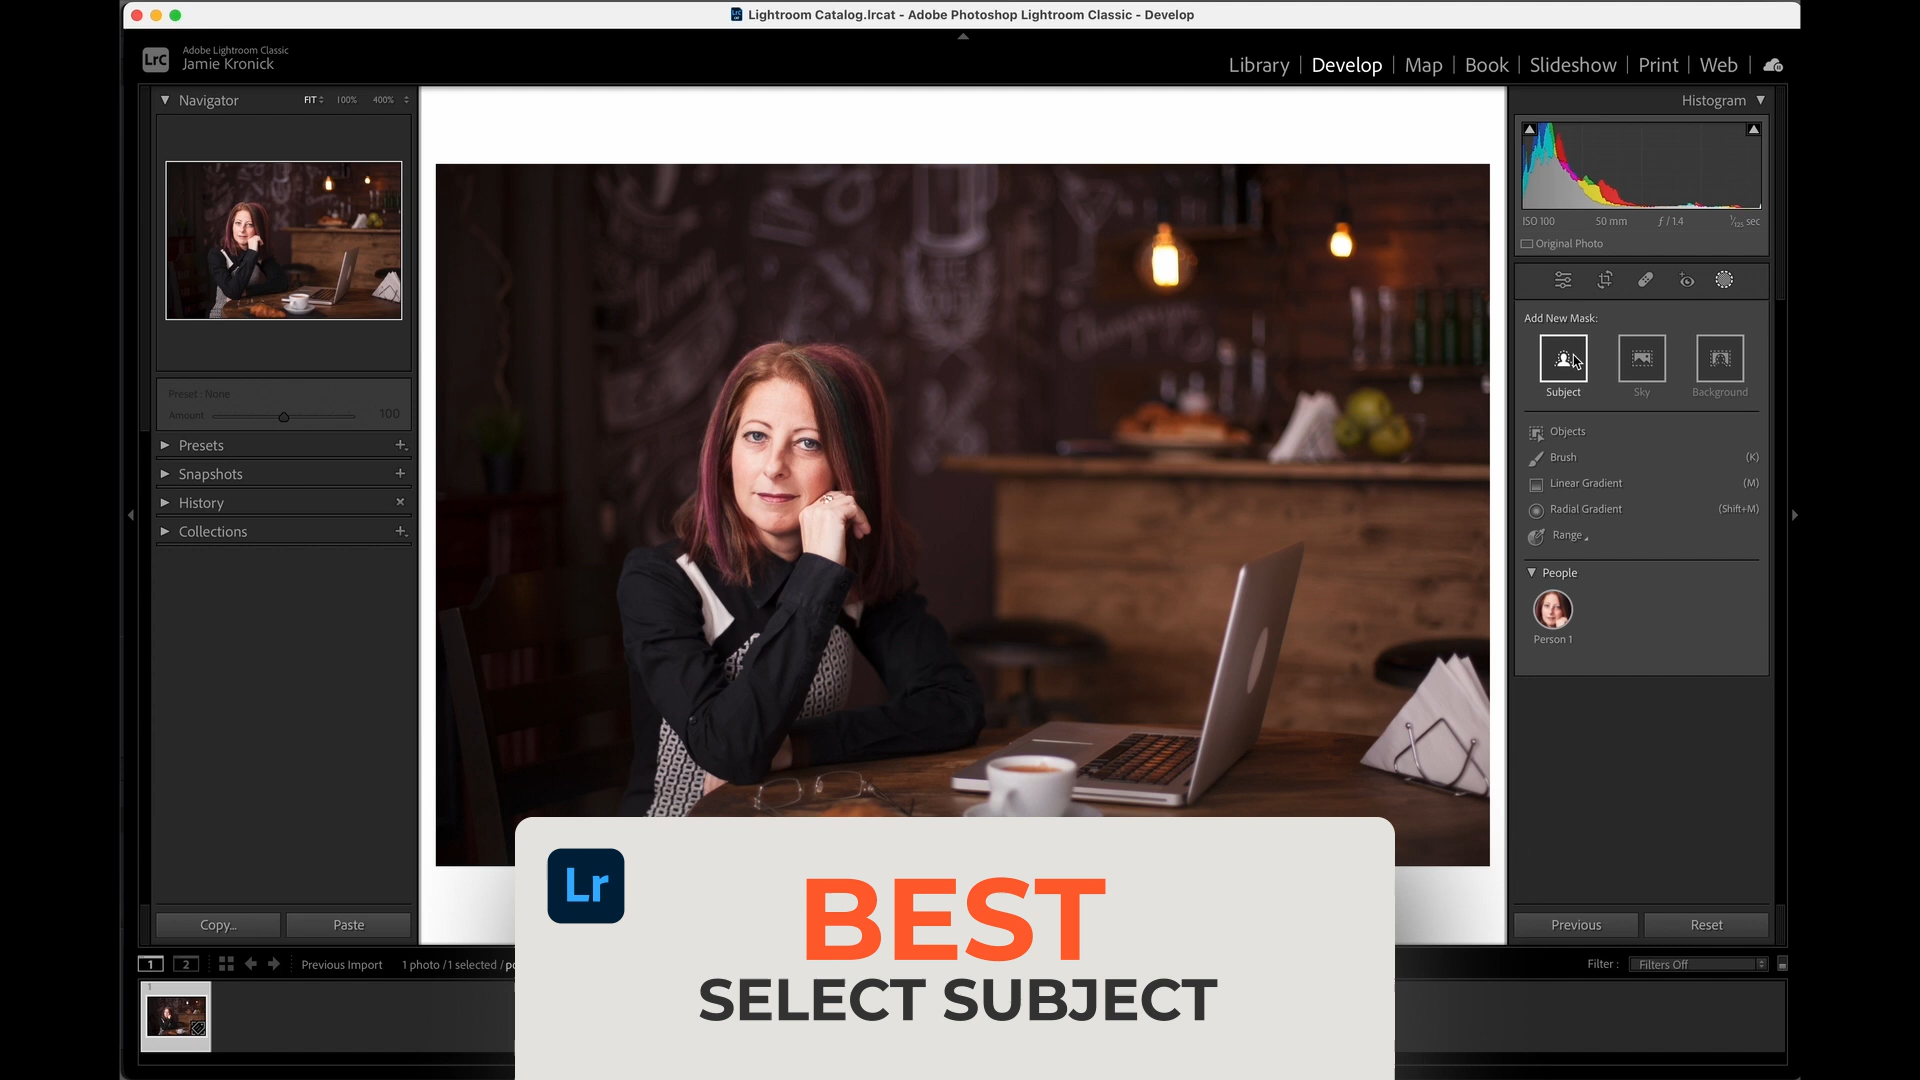 Lightroom Catalog.lrcat - Adobe Photoshop Lightroom Classic - Develop
LrC
Adobe Lightroom Classic
Jamie Kronick
Library | Develop | Map | Book | Slideshow | Print | Web
Navigator FIT 100% 400%
Histogram
ISO 100 50 mm ƒ / 1.4 1/125 sec
Original Photo
Add New Mask:
Subject Sky Background
Objects
Brush (K)
Linear Gradient (M)
Radial Gradient (Shift+M)
Range
People
Person 1
Preset : None
Amount 100
Presets
Snapshots
History
Collections
Copy... Paste
Previous Reset
1 2 Previous Import 1 photo / 1 selected /
Filter : Filters Off
1
Lr
BEST
SELECT SUBJECT